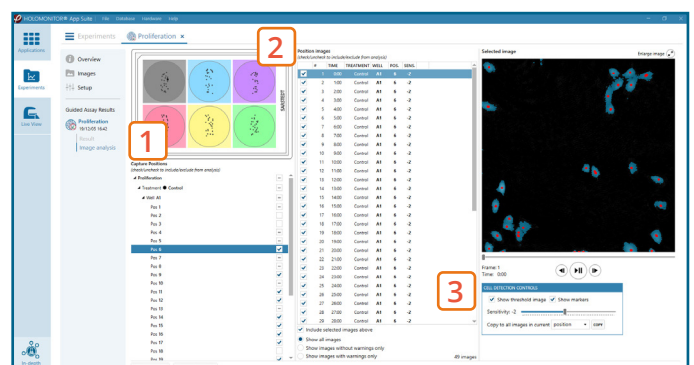 HOLOMONITOR® App Suite File Database Hardware Help
Applications
Experiments
Live View
In-depth
Experiments Proliferation ×
Overview
Images
Setup
Guided Assay Results
Proliferation
Result
Image analysis
1
2
3
SARTEDT
Capture Positions
(check/uncheck to include/exclude from analysis)
Proliferation
Treatment Control
Well A1
Pos 1
Pos 2
Pos 3
Pos 4
Pos 5
Pos 6
Pos 7
Pos 8
Pos 9
Pos 10
Pos 11
Pos 12
Pos 13
Pos 14
Pos 15
Pos 16
Pos 17
Pos 18
Pos 19
Position images
(check/uncheck to include/exclude from analysis)
# TIME TREATMENT WELL POS. SENS.
1 0:00 Control A1 6 -2
2 1:00 Control A1 6 -2
3 2:00 Control A1 6 -2
4 3:00 Control A1 6 -2
5 4:00 Control A1 6 -2
6 5:00 Control A1 6 -2
7 6:00 Control A1 6 -2
8 7:00 Control A1 6 -2
9 8:00 Control A1 6 -2
10 9:00 Control A1 6 -2
11 10:00 Control A1 6 -2
12 11:00 Control A1 6 -2
13 12:00 Control A1 6 -2
14 13:00 Control A1 6 -2
15 14:00 Control A1 6 -2
16 15:00 Control A1 6 -2
17 16:00 Control A1 6 -2
18 17:00 Control A1 6 -2
19 18:00 Control A1 6 -2
20 19:00 Control A1 6 -2
21 20:00 Control A1 6 -2
22 21:00 Control A1 6 -2
23 22:00 Control A1 6 -2
24 23:00 Control A1 6 -2
25 24:00 Control A1 6 -2
26 25:00 Control A1 6 -2
27 26:00 Control A1 6 -2
28 27:00 Control A1 6 -2
29 28:00 Control A1 6 -2
Include selected images above
Show all images
Show images without warnings only
Show images with warnings only 49 images
Selected image Enlarge image
Frame: 1
Time 0:00
CELL DETECTION CONTROLS
Show threshold image Show markers
Sensitivity: -2
Copy to all images in current position COPY